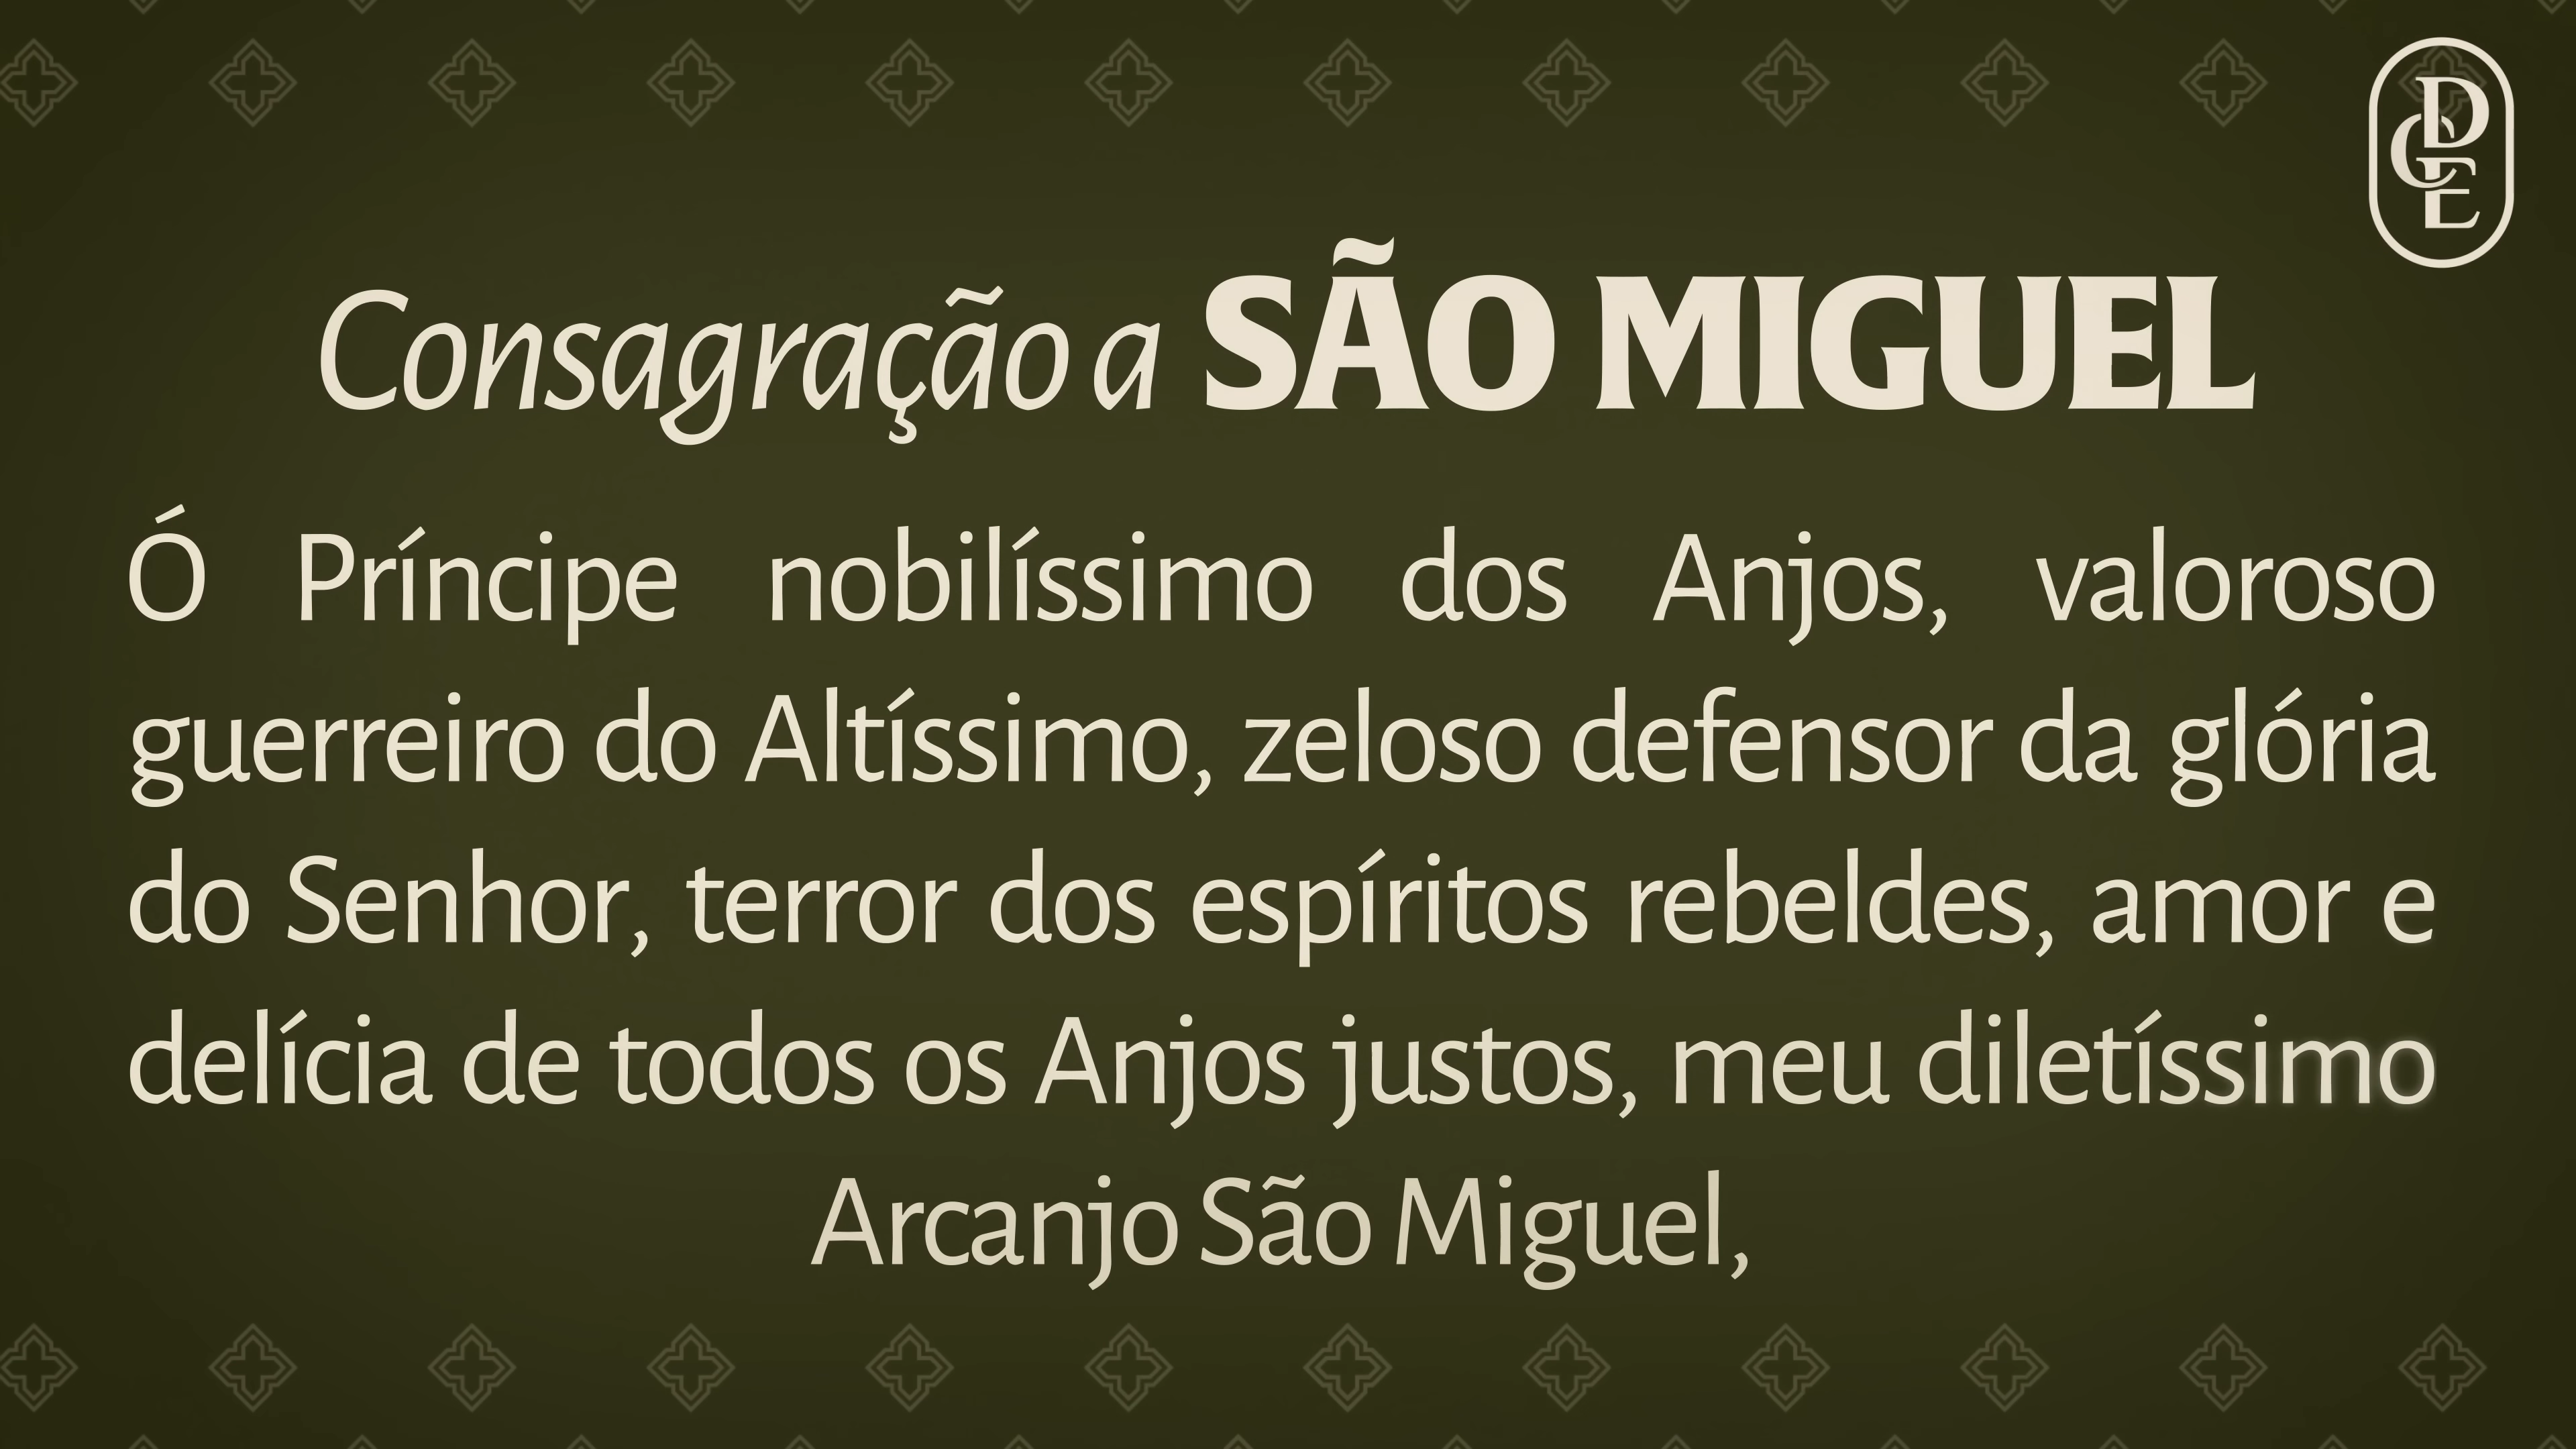 DCE
Consagração a SÃO MIGUEL
Ó Príncipe nobilíssimo dos Anjos, valoroso
guerreiro do Altíssimo, zeloso defensor da glória
do Senhor, terror dos espíritos rebeldes, amor e
delícia de todos os Anjos justos, meu diletíssimo
Arcanjo São Miguel,